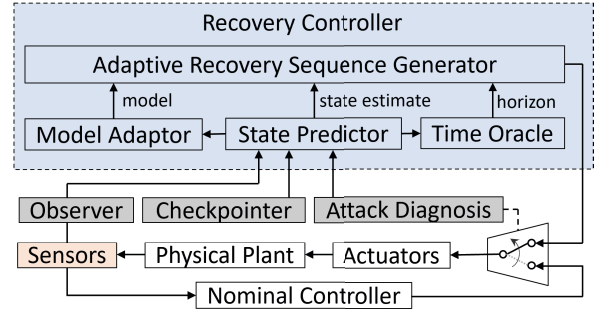 Recovery Controller
Adaptive Recovery Sequence Generator
model
state estimate
horizon
Model Adaptor
State Predictor
Time Oracle
Observer
Checkpointer
Attack Diagnosis
Sensors
Physical Plant
Actuators
Nominal Controller